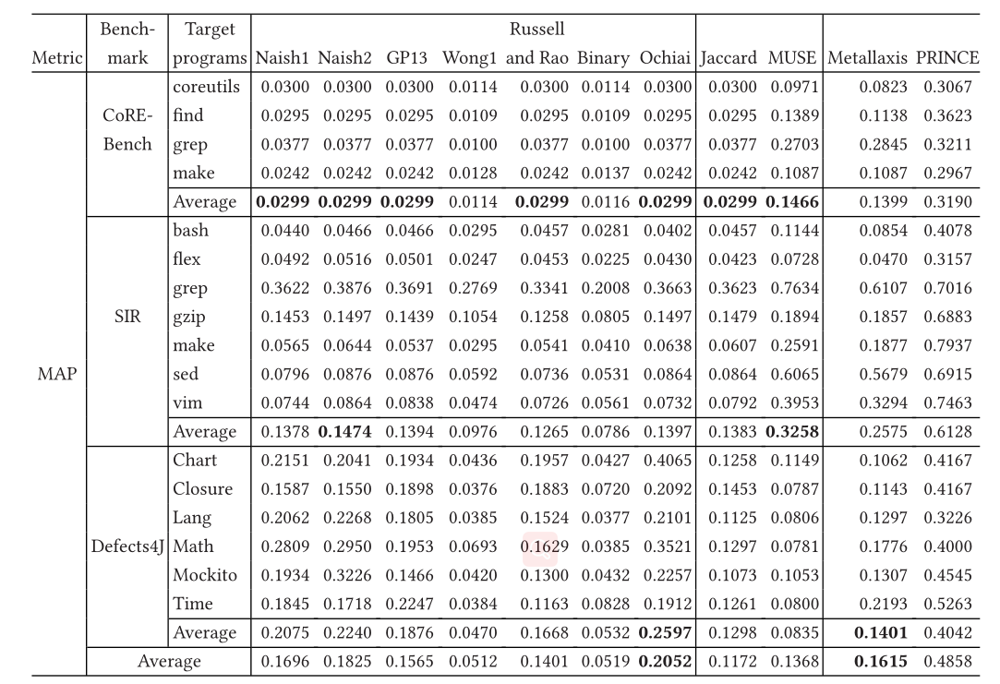 Bench- Target Russell
Metric mark programs Naish1 Naish2 GP13 Wong1 and Rao Binary Ochiai Jaccard MUSE Metallaxis PRINCE
coreutils 0.0300 0.0300 0.0300 0.0114 0.0300 0.0114 0.0300 0.0300 0.0971 0.0823 0.3067
CoRE- find 0.0295 0.0295 0.0295 0.0109 0.0295 0.0109 0.0295 0.0295 0.1389 0.1138 0.3623
Bench grep 0.0377 0.0377 0.0377 0.0100 0.0377 0.0100 0.0377 0.0377 0.2703 0.2845 0.3211
make 0.0242 0.0242 0.0242 0.0128 0.0242 0.0137 0.0242 0.0242 0.1087 0.1087 0.2967
Average 0.0299 0.0299 0.0299 0.0114 0.0299 0.0116 0.0299 0.0299 0.1466 0.1399 0.3190
bash 0.0440 0.0466 0.0466 0.0295 0.0457 0.0281 0.0402 0.0457 0.1144 0.0854 0.4078
flex 0.0492 0.0516 0.0501 0.0247 0.0453 0.0225 0.0430 0.0423 0.0728 0.0470 0.3157
grep 0.3622 0.3876 0.3691 0.2769 0.3341 0.2008 0.3663 0.3623 0.7634 0.6107 0.7016
SIR gzip 0.1453 0.1497 0.1439 0.1054 0.1258 0.0805 0.1497 0.1479 0.1894 0.1857 0.6883
make 0.0565 0.0644 0.0537 0.0295 0.0541 0.0410 0.0638 0.0607 0.2591 0.1877 0.7937
MAP sed 0.0796 0.0876 0.0876 0.0592 0.0736 0.0531 0.0864 0.0864 0.6065 0.5679 0.6915
vim 0.0744 0.0864 0.0838 0.0474 0.0726 0.0561 0.0732 0.0792 0.3953 0.3294 0.7463
Average 0.1378 0.1474 0.1394 0.0976 0.1265 0.0786 0.1397 0.1383 0.3258 0.2575 0.6128
Chart 0.2151 0.2041 0.1934 0.0436 0.1957 0.0427 0.4065 0.1258 0.1149 0.1062 0.4167
Closure 0.1587 0.1550 0.1898 0.0376 0.1883 0.0720 0.2092 0.1453 0.0787 0.1143 0.4167
Lang 0.2062 0.2268 0.1805 0.0385 0.1524 0.0377 0.2101 0.1125 0.0806 0.1297 0.3226
Defects4J Math 0.2809 0.2950 0.1953 0.0693 0.1629 0.0385 0.3521 0.1297 0.0781 0.1776 0.4000
Mockito 0.1934 0.3226 0.1466 0.0420 0.1300 0.0432 0.2257 0.1073 0.1053 0.1307 0.4545
Time 0.1845 0.1718 0.2247 0.0384 0.1163 0.0828 0.1912 0.1261 0.0800 0.2193 0.5263
Average 0.2075 0.2240 0.1876 0.0470 0.1668 0.0532 0.2597 0.1298 0.0835 0.1401 0.4042
Average 0.1696 0.1825 0.1565 0.0512 0.1401 0.0519 0.2052 0.1172 0.1368 0.1615 0.4858